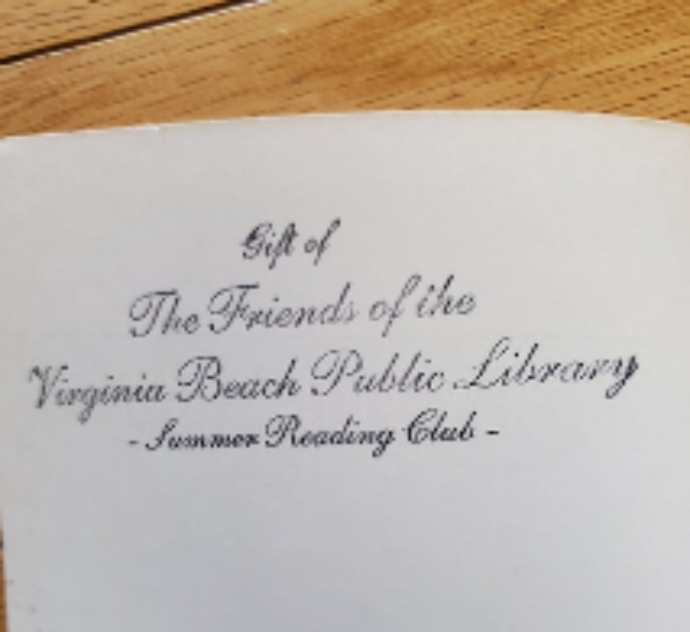 Gift of
The Friends of the
Virginia Beach Public Library
- Summer Reading Club -